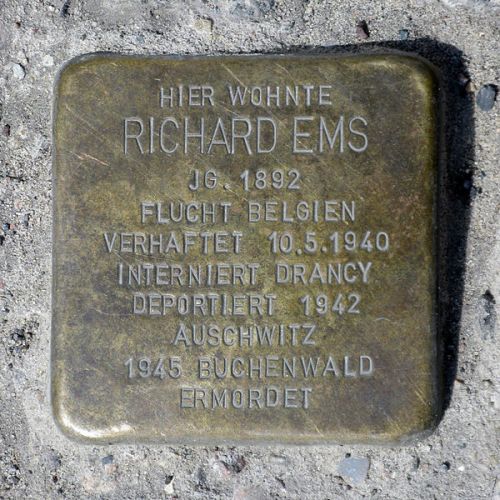 HIER WOHNTE
RICHARD EMS
JG. 1892
FLUCHT BELGIEN
VERHAFTET 10.5.1940
INTERNIERT DRANCY
DEPORTIERT 1942
AUSCHWITZ
1945 BUCHENWALD
ERMORDET